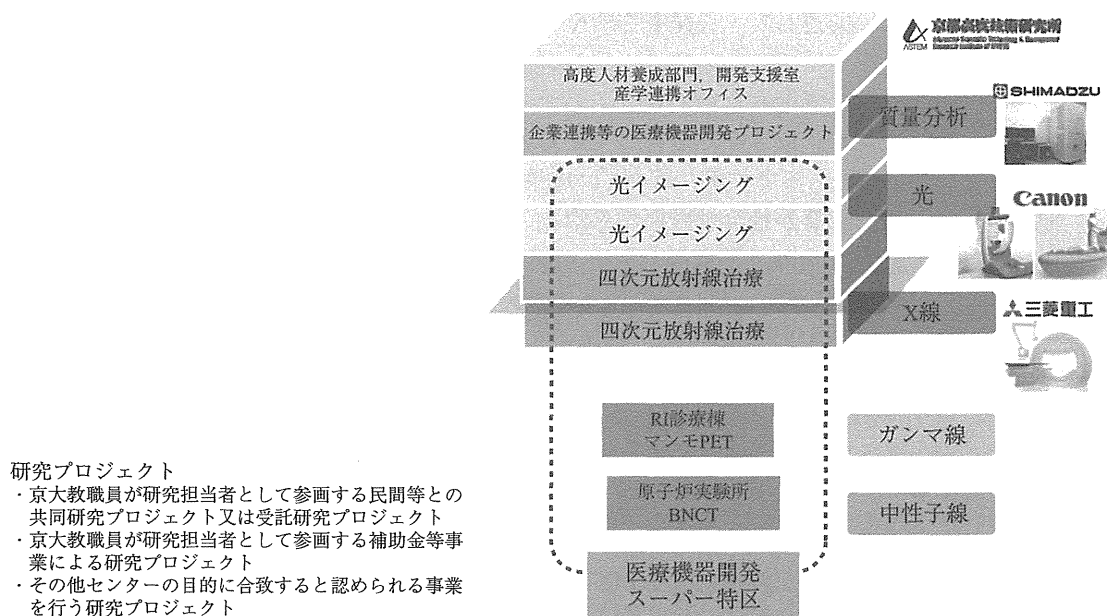 京都高度技術研究所
ASTEM
高度人材養成部門，開発支援室
産学連携オフィス
SHIMADZU
質量分析
企業連携等の医療機器開発プロジェクト
光イメージング
光
Canon
光イメージング
四次元放射線治療
X線
三菱重工
四次元放射線治療
RI診療棟
マンモPET
ガンマ線
原子炉実験所
BNCT
中性子線
医療機器開発
スーパー特区
研究プロジェクト
・京大教職員が研究担当者として参画する民間等との
共同研究プロジェクト又は受託研究プロジェクト
・京大教職員が研究担当者として参画する補助金等事
業による研究プロジェクト
・その他センターの目的に合致すると認められる事業
を行う研究プロジェクト